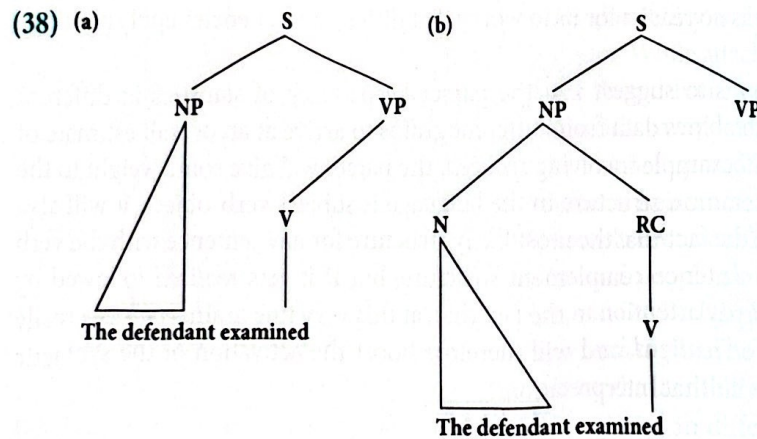 (38) (a) S (b) S
NP VP NP VP
V N RC
V
The defendant examined
The defendant examined